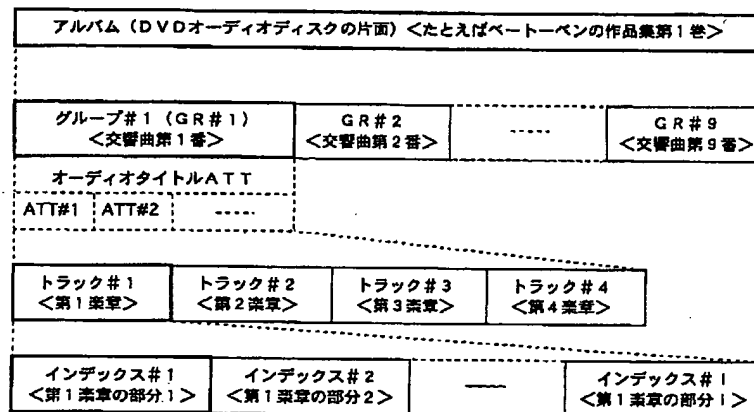 アルバム（DVDオーディオディスクの片面）＜たとえばベートーベンの作品集第1巻＞
グループ＃1（GR＃1）
＜交響曲第1番＞
GR＃2
＜交響曲第2番＞
GR＃9
＜交響曲第9番＞
オーディオタイトルATT
ATT#1
ATT#2
トラック＃1
＜第1楽章＞
トラック＃2
＜第2楽章＞
トラック＃3
＜第3楽章＞
トラック＃4
＜第4楽章＞
インデックス＃1
＜第1楽章の部分1＞
インデックス＃2
＜第1楽章の部分2＞
インデックス＃I
＜第1楽章の部分I＞